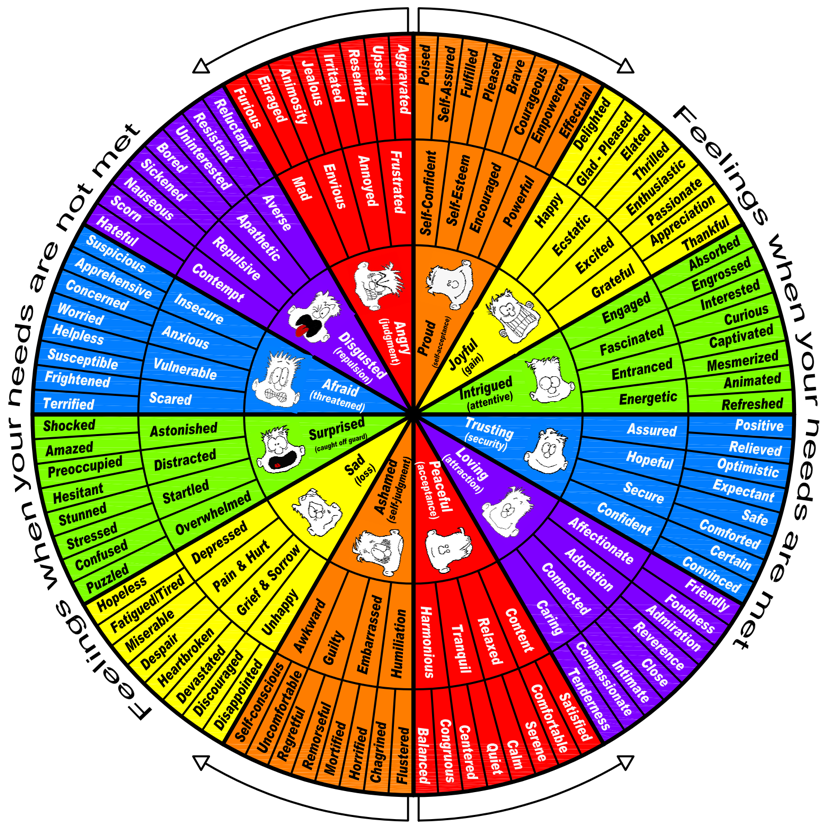 Feelings when your needs are met
Proud
(self-acceptance)
Self-Confident
Self-Esteem
Encouraged
Powerful
Poised
Self-Assured
Fulfilled
Pleased
Brave
Courageous
Empowered
Effectual
Joyful
(gain)
Happy
Ecstatic
Excited
Grateful
Delighted
Glad - Pleased
Elated
Thrilled
Enthusiastic
Passionate
Appreciation
Thankful
Intrigued
(attentive)
Engaged
Fascinated
Entranced
Energetic
Absorbed
Engrossed
Interested
Curious
Captivated
Mesmerized
Animated
Refreshed
Trusting
(security)
Assured
Hopeful
Secure
Confident
Positive
Relieved
Optimistic
Expectant
Safe
Comforted
Certain
Convinced
Loving
(attraction)
Affectionate
Adoration
Connected
Caring
Friendly
Fondness
Admiration
Reverence
Close
Intimate
Compassionate
Tenderness
Peaceful
(acceptance)
Content
Relaxed
Tranquil
Harmonious
Satisfied
Comfortable
Serene
Calm
Quiet
Centered
Congruous
Balanced
Feelings when your needs are not met
Ashamed
(self-judgment)
Humiliation
Embarrassed
Guilty
Awkward
Flustered
Chagrined
Horrified
Mortified
Remorseful
Regretful
Uncomfortable
Self-conscious
Sad
(loss)
Unhappy
Grief & Sorrow
Pain & Hurt
Depressed
Disappointed
Discouraged
Devastated
Heartbroken
Despair
Miserable
Fatigued/Tired
Hopeless
Surprised
(caught off guard)
Overwhelmed
Startled
Distracted
Astonished
Puzzled
Confused
Stressed
Stunned
Hesitant
Preoccupied
Amazed
Shocked
Afraid
(threatened)
Scared
Vulnerable
Anxious
Insecure
Terrified
Frightened
Susceptible
Helpless
Worried
Concerned
Apprehensive
Suspicious
Disgusted
(repulsion)
Contempt
Repulsive
Apathetic
Averse
Hateful
Scorn
Nauseous
Sickened
Bored
Uninterested
Resistant
Reluctant
Angry
(judgment)
Mad
Envious
Annoyed
Frustrated
Furious
Enraged
Animosity
Jealous
Irritated
Resentful
Upset
Aggravated